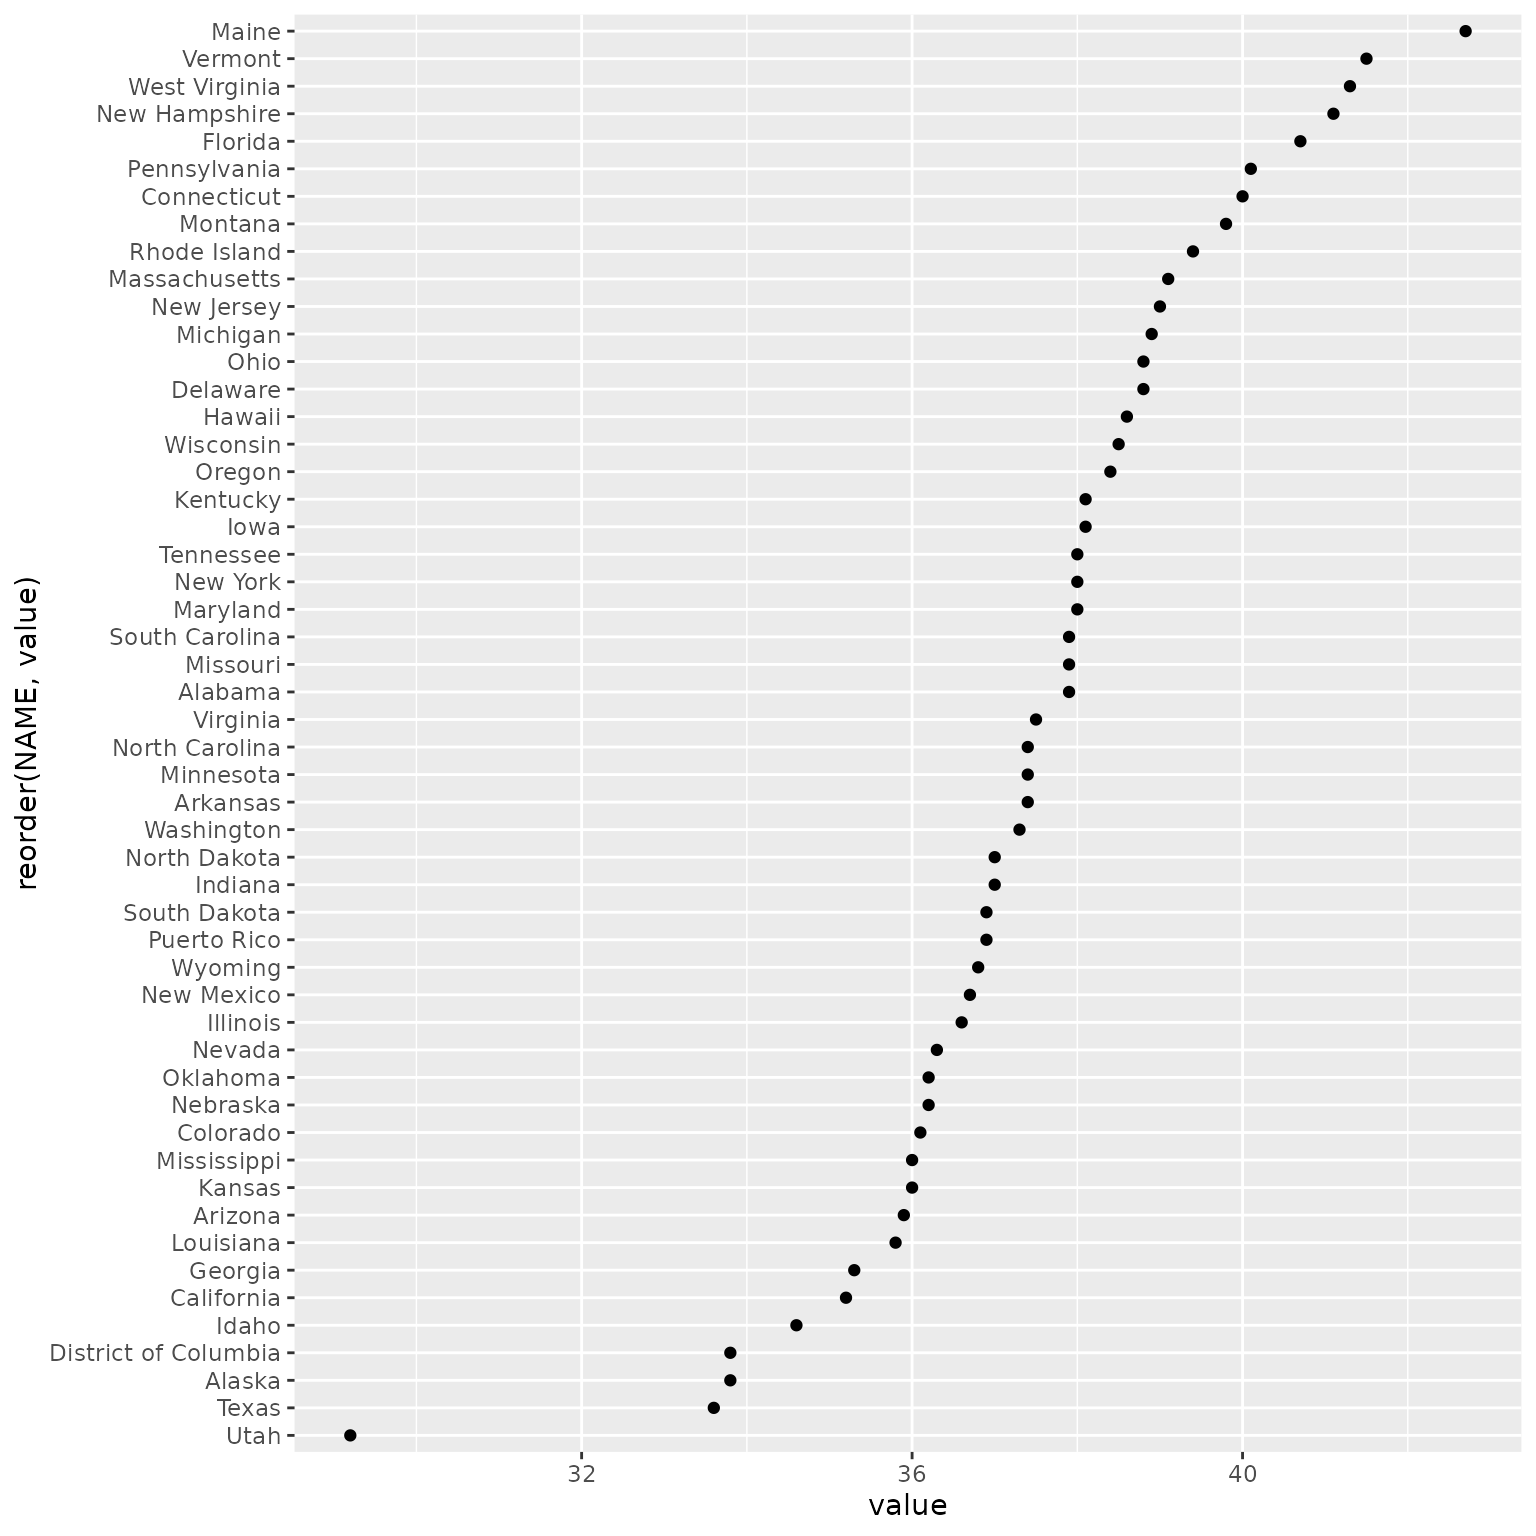 Maine
Vermont
West Virginia
New Hampshire
Florida
Pennsylvania
Connecticut
Montana
Rhode Island
Massachusetts
New Jersey
Michigan
Ohio
Delaware
Hawaii
Wisconsin
Oregon
Kentucky
Iowa
Tennessee
New York
Maryland
South Carolina
Missouri
Alabama
Virginia
North Carolina
Minnesota
Arkansas
Washington
North Dakota
Indiana
South Dakota
Puerto Rico
Wyoming
New Mexico
Illinois
Nevada
Oklahoma
Nebraska
Colorado
Mississippi
Kansas
Arizona
Louisiana
Georgia
California
Idaho
District of Columbia
Alaska
Texas
Utah
reorder(NAME, value)
32 36 40
value